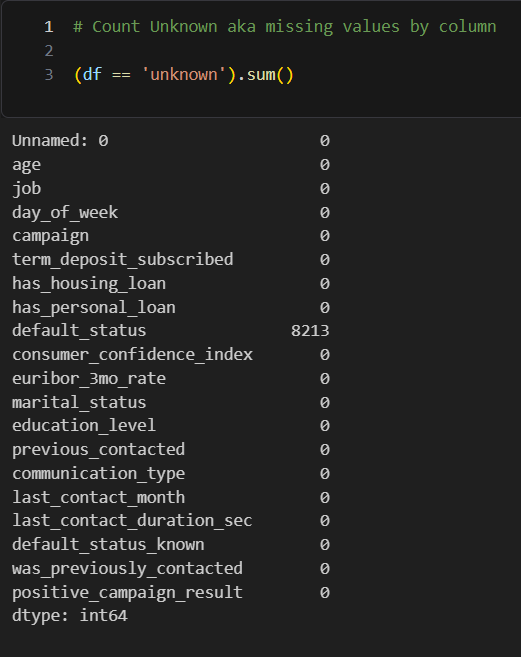 1 # Count Unknown aka missing values by column
2
3 (df == 'unknown').sum()
Unnamed: 0 0
age 0
job 0
day_of_week 0
campaign 0
term_deposit_subscribed 0
has_housing_loan 0
has_personal_loan 0
default_status 8213
consumer_confidence_index 0
euribor_3mo_rate 0
marital_status 0
education_level 0
previous_contacted 0
communication_type 0
last_contact_month 0
last_contact_duration_sec 0
default_status_known 0
was_previously_contacted 0
positive_campaign_result 0
dtype: int64